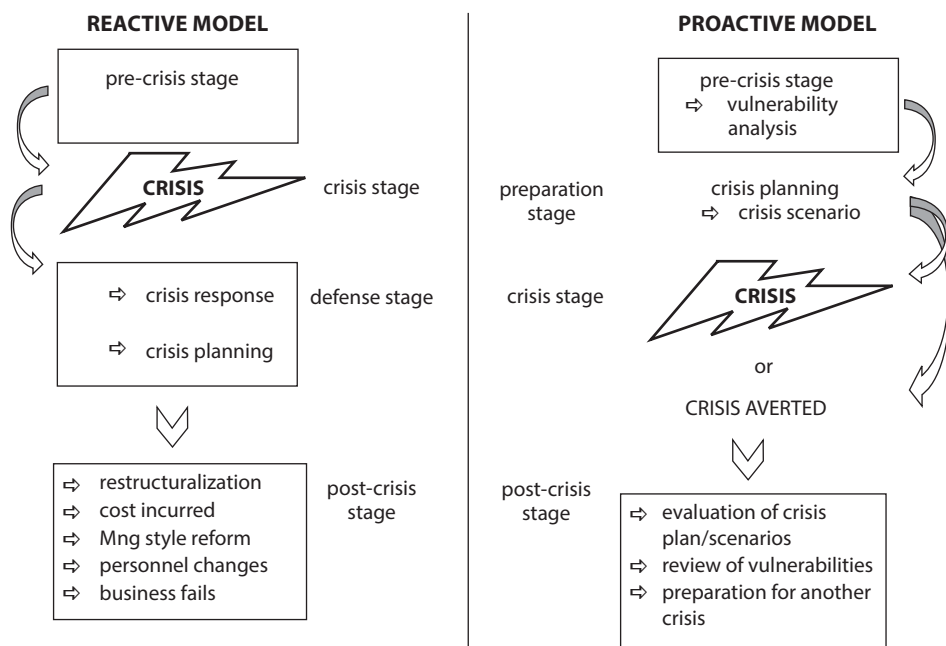 REACTIVE MODEL
pre-crisis stage
CRISIS
crisis stage
crisis response
defense stage
crisis planning
restructuralization
cost incurred
Mng style reform
personnel changes
business fails
post-crisis
stage
PROACTIVE MODEL
pre-crisis stage
vulnerability
analysis
preparation
stage
crisis planning
crisis scenario
crisis stage
CRISIS
or
CRISIS AVERTED
post-crisis
stage
evaluation of crisis
plan/scenarios
review of vulnerabilities
preparation for another
crisis